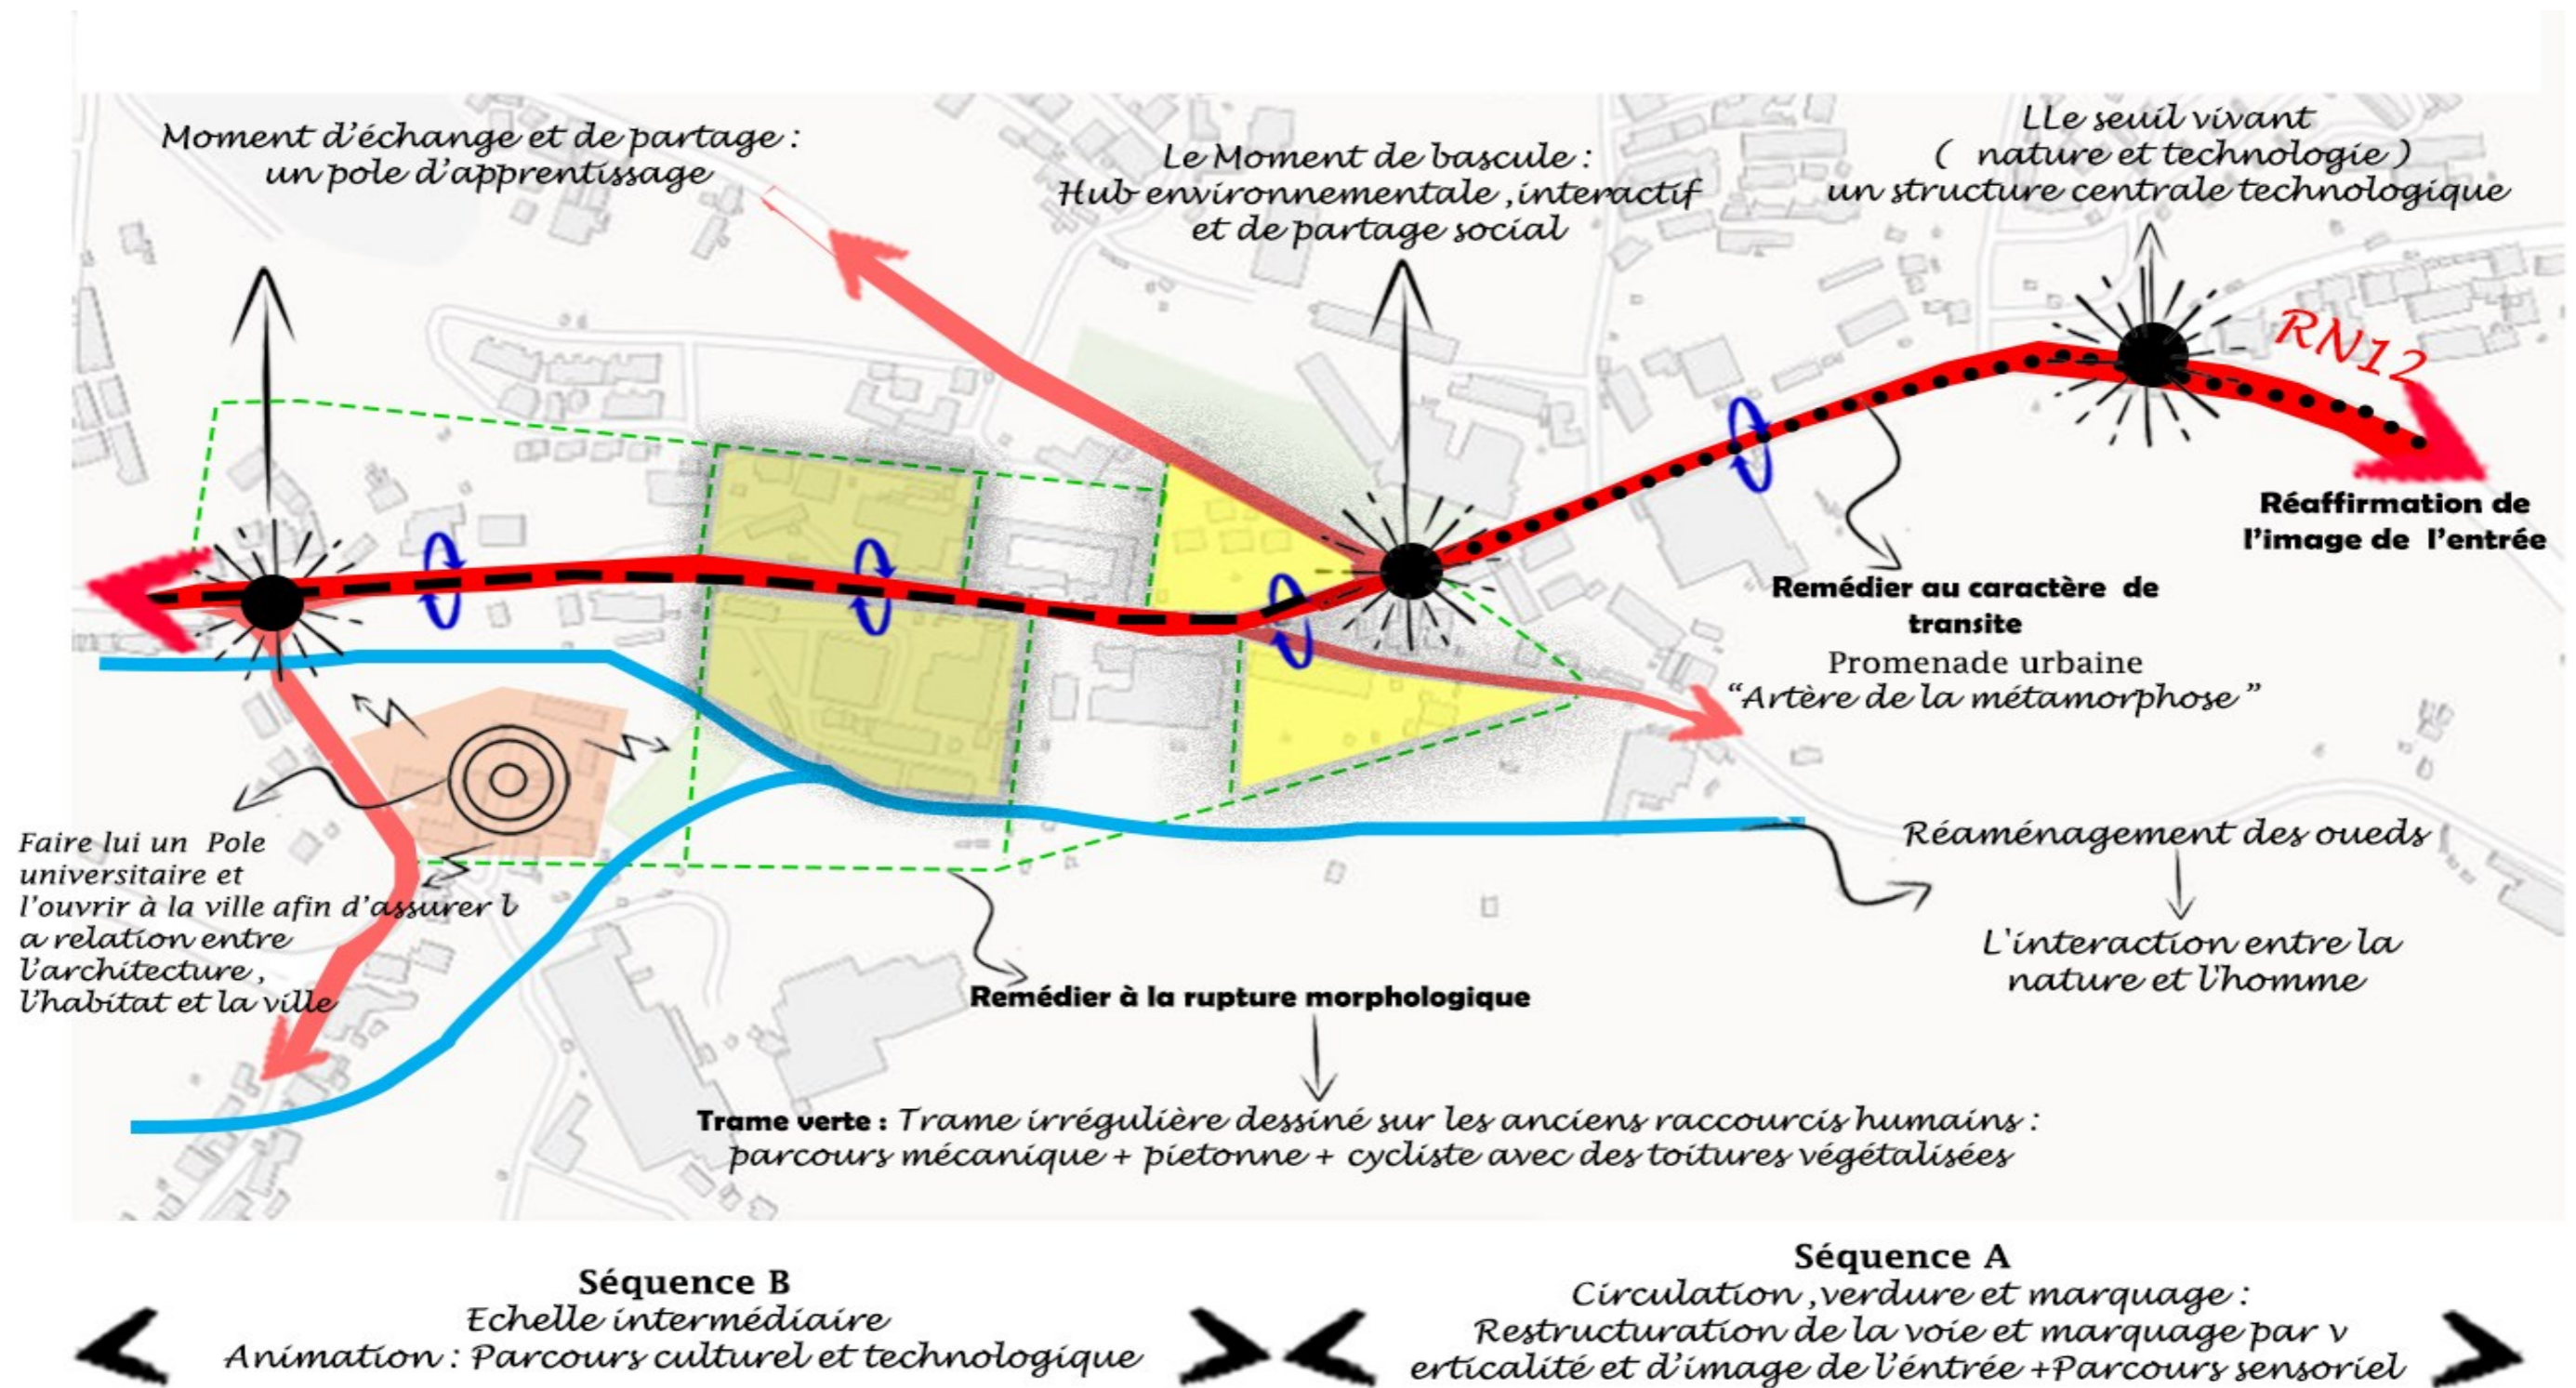 Moment d'échange et de partage :
un pole d'apprentissage
Le Moment de bascule :
Hub environnementale ,interactif
et de partage social
LLe seuil vivant
( nature et technologie )
un structure centrale technologique
RN12
Réaffirmation de
l'image de l'entrée
Remédier au caractère de
transite
Promenade urbaine
"Artère de la métamorphose "
Faire lui un Pole
universitaire et
l'ouvrir à la ville afin d'assurer l
a relation entre
l'architecture ,
l'habitat et la ville
Réaménagement des oueds
L'interaction entre la
nature et l'homme
Remédier à la rupture morphologique
Trame verte : Trame irrégulière dessiné sur les anciens raccourcis humains :
parcours mécanique + pietonne + cycliste avec des toitures végétalisées
Séquence B
Echelle intermédiaire
Animation : Parcours culturel et technologique
Séquence A
Circulation ,verdure et marquage :
Restructuration de la voie et marquage par v
erticalité et d'image de l'éntrée +Parcours sensoriel